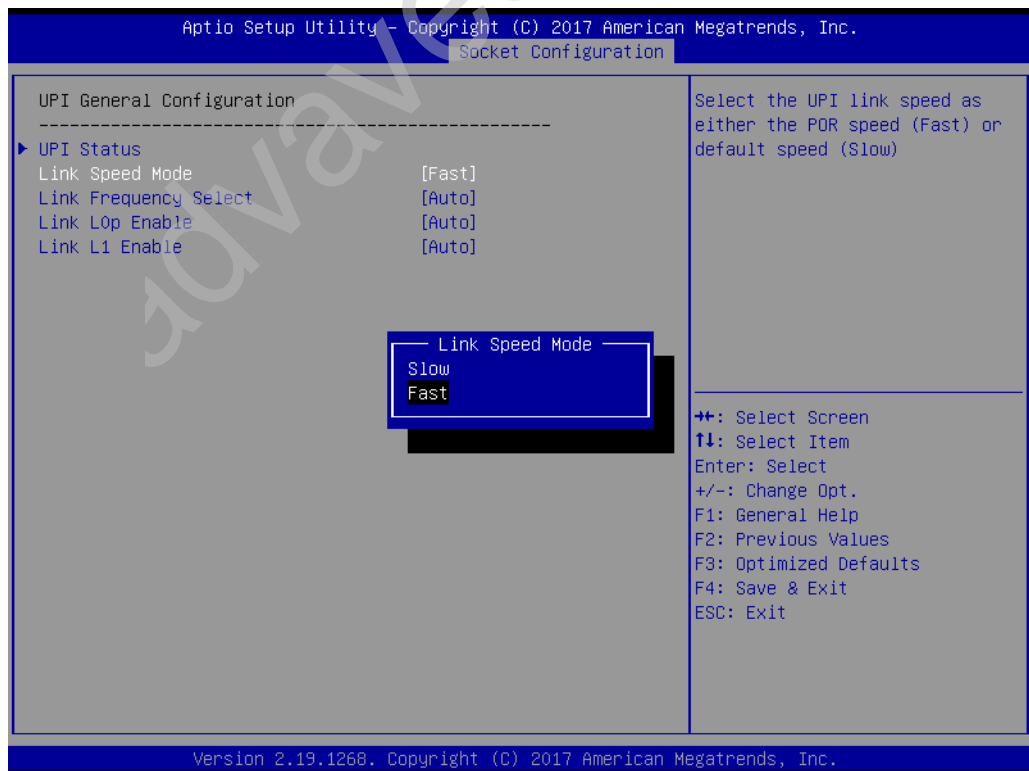 Aptio Setup Utility – Copyright (C) 2017 American Megatrends, Inc.
Socket Configuration
UPI General Configuration
--------------------------------------------------
UPI Status
Link Speed Mode [Fast]
Link Frequency Select [Auto]
Link L0p Enable [Auto]
Link L1 Enable [Auto]
Link Speed Mode
Slow
Fast
Select the UPI link speed as
either the POR speed (Fast) or
default speed (Slow)
→←: Select Screen
↑↓: Select Item
Enter: Select
+/-: Change Opt.
F1: General Help
F2: Previous Values
F3: Optimized Defaults
F4: Save & Exit
ESC: Exit
Version 2.19.1268. Copyright (C) 2017 American Megatrends, Inc.